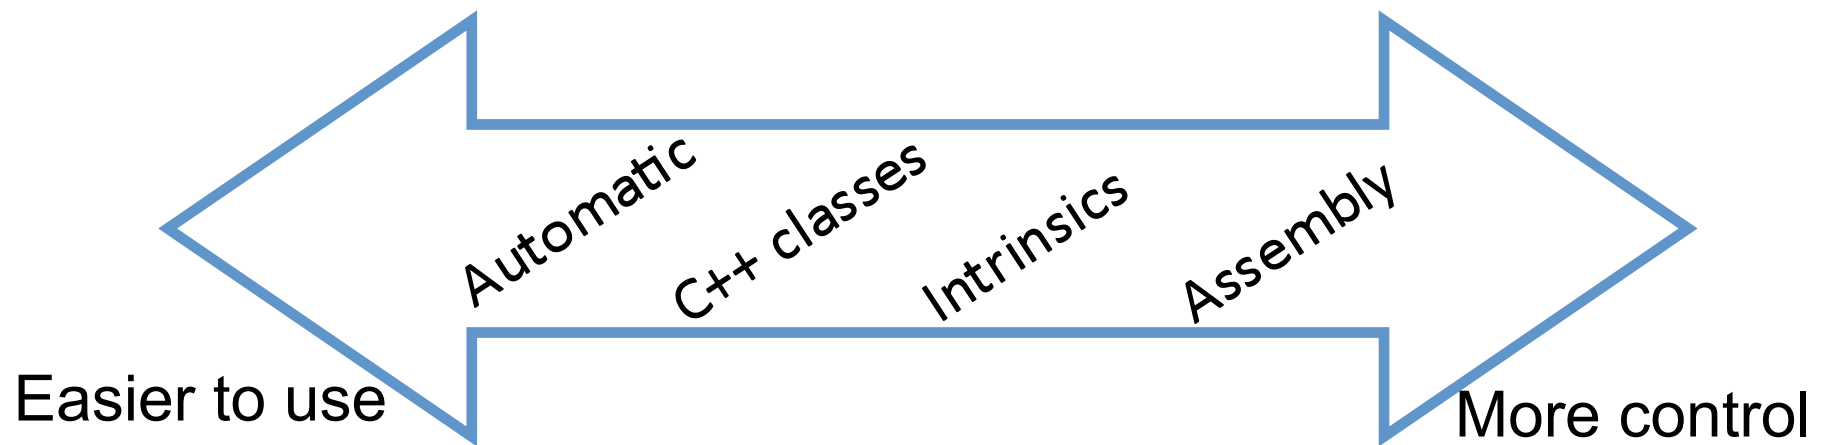 Automatic
C++ classes
Intrinsics
Assembly
Easier to use
More control